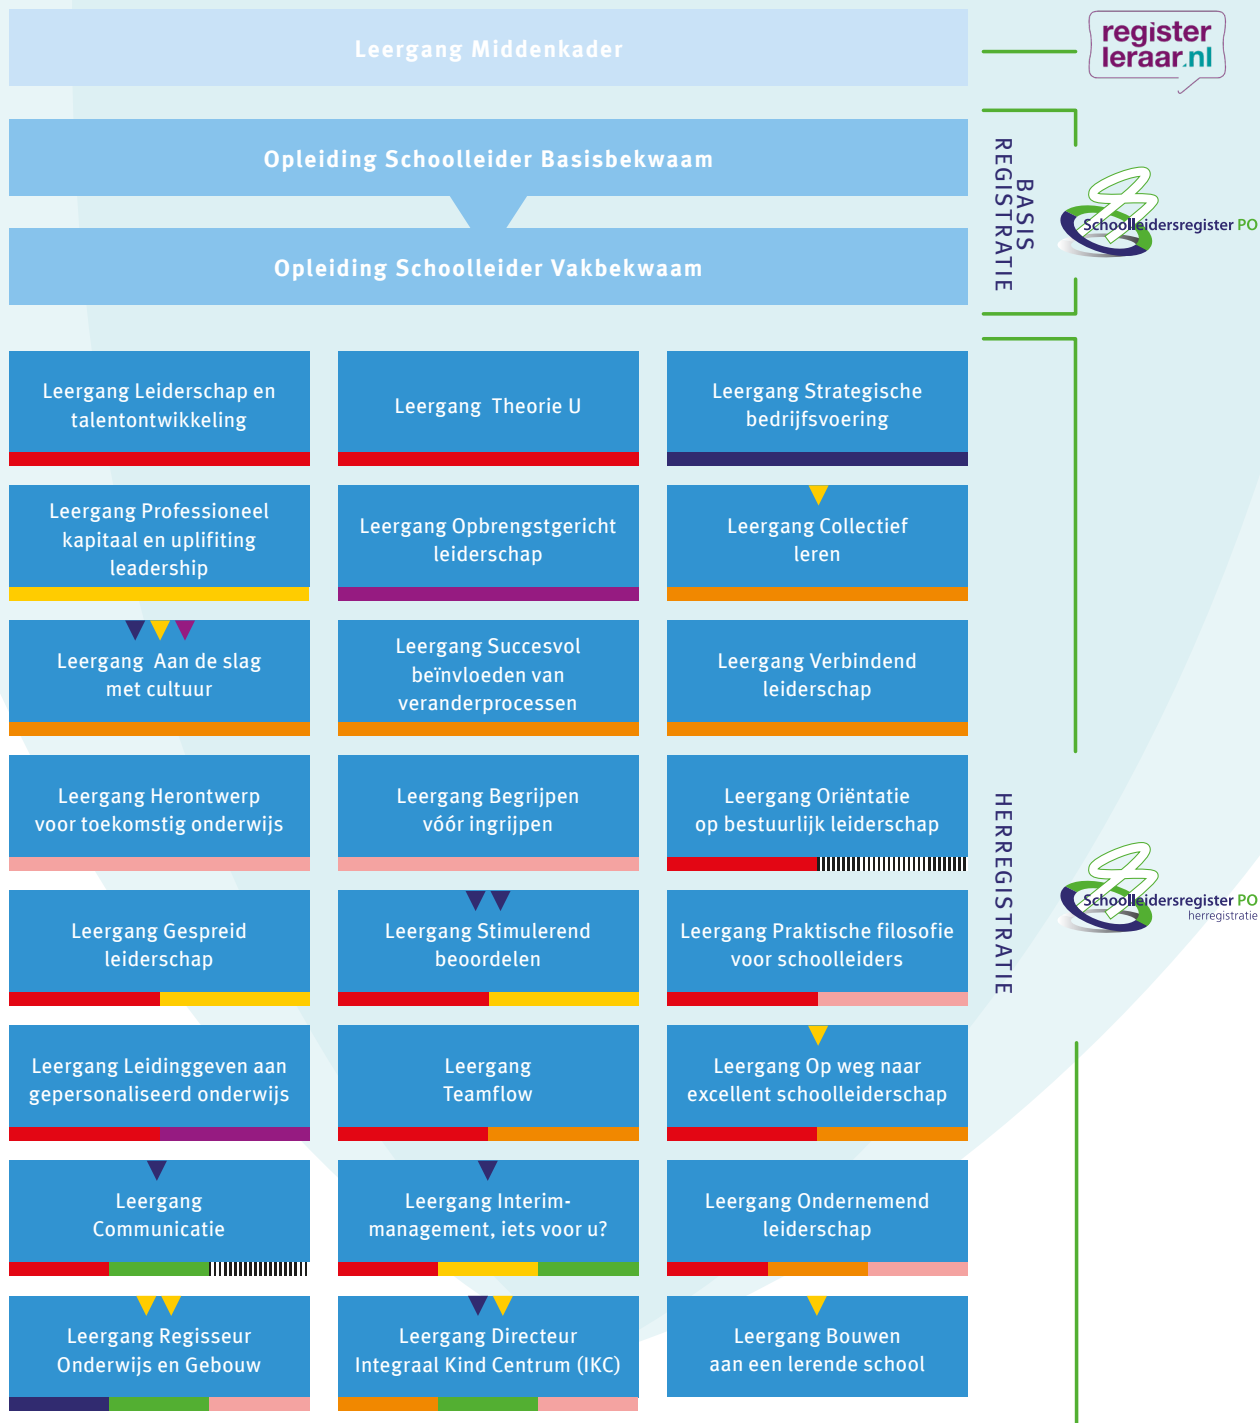 Leergang Middenkader
register
leraar.nl
Opleiding Schoolleider Basisbekwaam
Opleiding Schoolleider Vakbekwaam
BASIS
REGISTRATIE
Schoolleidersregister PO
Leergang Leiderschap en
talentontwikkeling
Leergang Theorie U
Leergang Strategische
bedrijfsvoering
Leergang Professioneel
kapitaal en uplifiting
leadership
Leergang Opbrengstgericht
leiderschap
Leergang Collectief
leren
Leergang Aan de slag
met cultuur
Leergang Succesvol
beïnvloeden van
veranderprocessen
Leergang Verbindend
leiderschap
Leergang Herontwerp
voor toekomstig onderwijs
Leergang Begrijpen
vóór ingrijpen
Leergang Oriëntatie
op bestuurlijk leiderschap
HERREGISTRATIE
Schoolleidersregister PO
herregistratie
Leergang Gespreid
leiderschap
Leergang Stimulerend
beoordelen
Leergang Praktische filosofie
voor schoolleiders
Leergang Leidinggeven aan
gepersonaliseerd onderwijs
Leergang
Teamflow
Leergang Op weg naar
excellent schoolleiderschap
Leergang
Communicatie
Leergang Interim-
management, iets voor u?
Leergang Ondernemend
leiderschap
Leergang Regisseur
Onderwijs en Gebouw
Leergang Directeur
Integraal Kind Centrum (IKC)
Leergang Bouwen
aan een lerende school